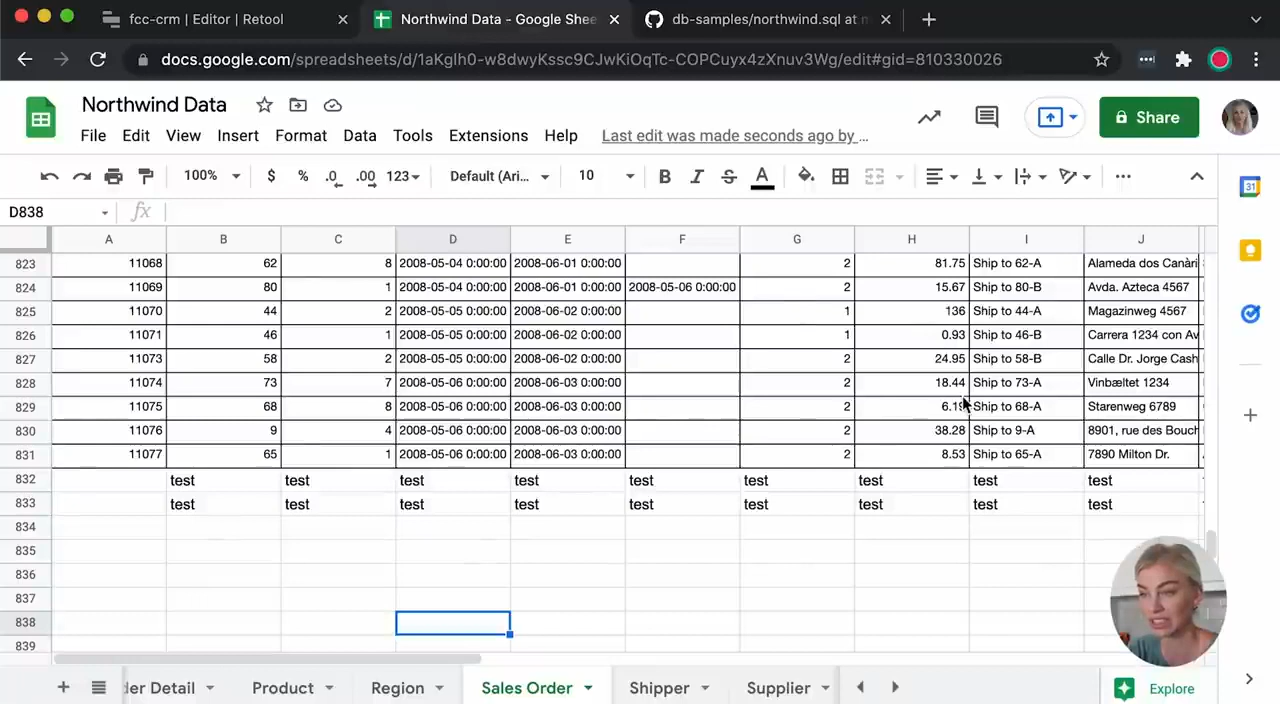 fcc-crm | Editor | Retool
Northwind Data - Google Shee
db-samples/northwind.sql at m
docs.google.com/spreadsheets/d/1aKglh0-w8dwyKssc9CJwKiOqTc-COPCuyx4zXnuv3Wg/edit#gid=810330026
Northwind Data
File Edit View Insert Format Data Tools Extensions Help Last edit was made seconds ago by …
Share
100% $ % .0 .00 123 Default (Ari... 10 B I S A
31
D838 fx
A B C D E F G H I J
823 11068 62 8 2008-05-04 0:00:00 2008-06-01 0:00:00 2 81.75 Ship to 62-A Alameda dos Canàri
824 11069 80 1 2008-05-04 0:00:00 2008-06-01 0:00:00 2008-05-06 0:00:00 2 15.67 Ship to 80-B Avda. Azteca 4567
825 11070 44 2 2008-05-05 0:00:00 2008-06-02 0:00:00 1 136 Ship to 44-A Magazinweg 4567
826 11071 46 1 2008-05-05 0:00:00 2008-06-02 0:00:00 1 0.93 Ship to 46-B Carrera 1234 con Av
827 11073 58 2 2008-05-05 0:00:00 2008-06-02 0:00:00 2 24.95 Ship to 58-B Calle Dr. Jorge Cash
828 11074 73 7 2008-05-06 0:00:00 2008-06-03 0:00:00 2 18.44 Ship to 73-A Vinbæltet 1234
829 11075 68 8 2008-05-06 0:00:00 2008-06-03 0:00:00 2 Ship to 68-A Starenweg 6789
830 11076 9 4 2008-05-06 0:00:00 2008-06-03 0:00:00 2 38.28 Ship to 9-A 8901, rue des Bouch
831 11077 65 1 2008-05-06 0:00:00 2008-06-03 0:00:00 2 8.53 Ship to 65-A 7890 Milton Dr.
832 test test test test test test test test test
833 test test test test test test test test test
834
835
836
837
838
839
der Detail Product Region Sales Order Shipper Supplier
Explore